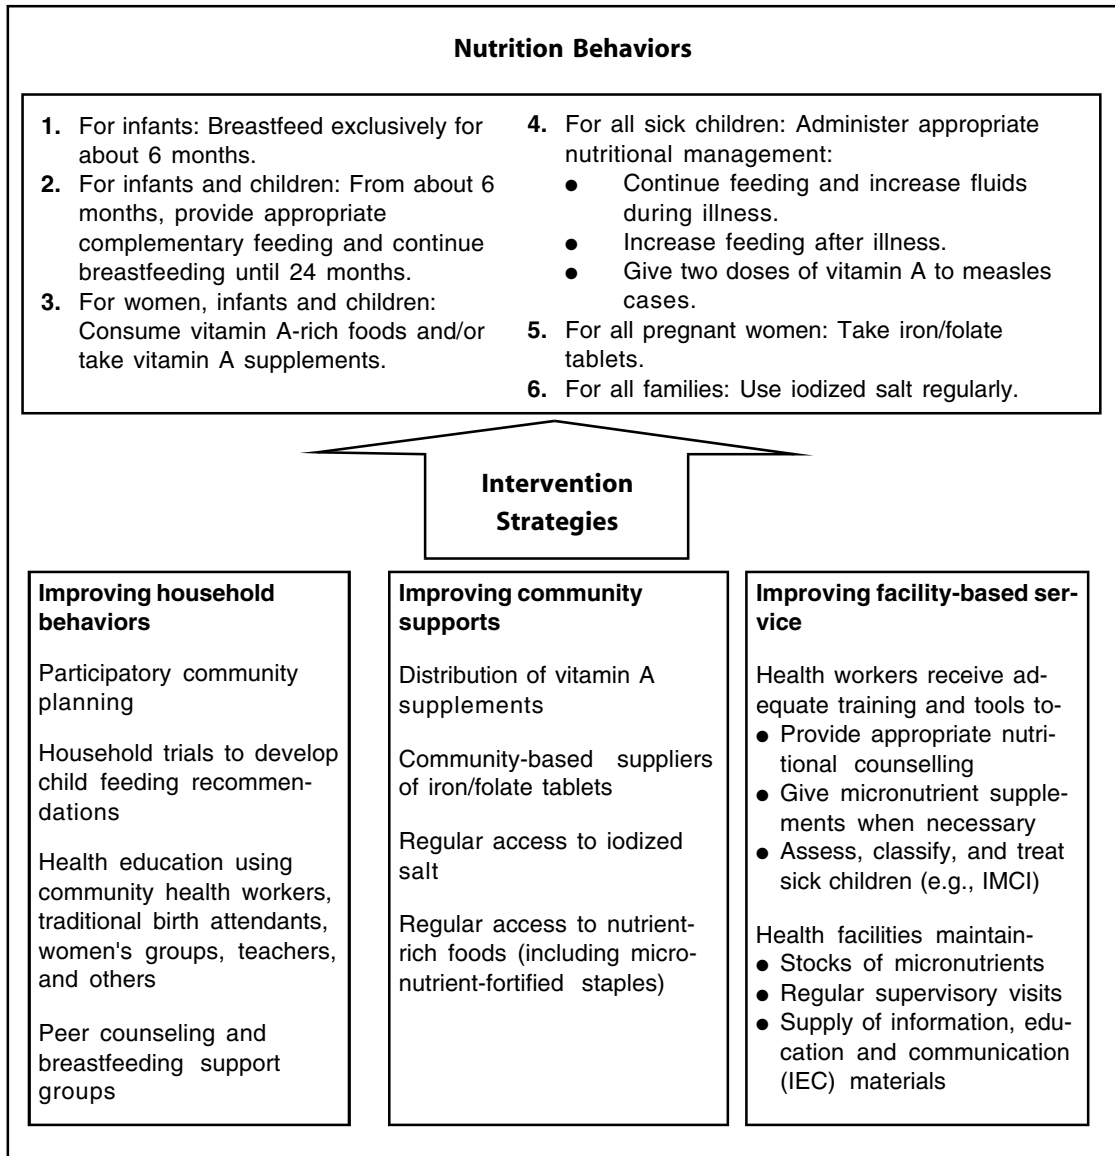 Nutrition Behaviors
1. For infants: Breastfeed exclusively for
about 6 months.
2. For infants and children: From about 6
months, provide appropriate
complementary feeding and continue
breastfeeding until 24 months.
3. For women, infants and children:
Consume vitamin A-rich foods and/or
take vitamin A supplements.
4. For all sick children: Administer appropriate
nutritional management:
● Continue feeding and increase fluids
during illness.
● Increase feeding after illness.
● Give two doses of vitamin A to measles
cases.
5. For all pregnant women: Take iron/folate
tablets.
6. For all families: Use iodized salt regularly.
Intervention
Strategies
Improving household
behaviors
Participatory community
planning
Household trials to develop
child feeding recommen-
dations
Health education using
community health workers,
traditional birth attendants,
women's groups, teachers,
and others
Peer counseling and
breastfeeding support
groups
Improving community
supports
Distribution of vitamin A
supplements
Community-based suppliers
of iron/folate tablets
Regular access to iodized
salt
Regular access to nutrient-
rich foods (including micro-
nutrient-fortified staples)
Improving facility-based ser-
vice
Health workers receive ad-
equate training and tools to-
● Provide appropriate nutri-
tional counselling
● Give micronutrient supple-
ments when necessary
● Assess, classify, and treat
sick children (e.g., IMCI)
Health facilities maintain-
● Stocks of micronutrients
● Regular supervisory visits
● Supply of information, edu-
cation and communication
(IEC) materials